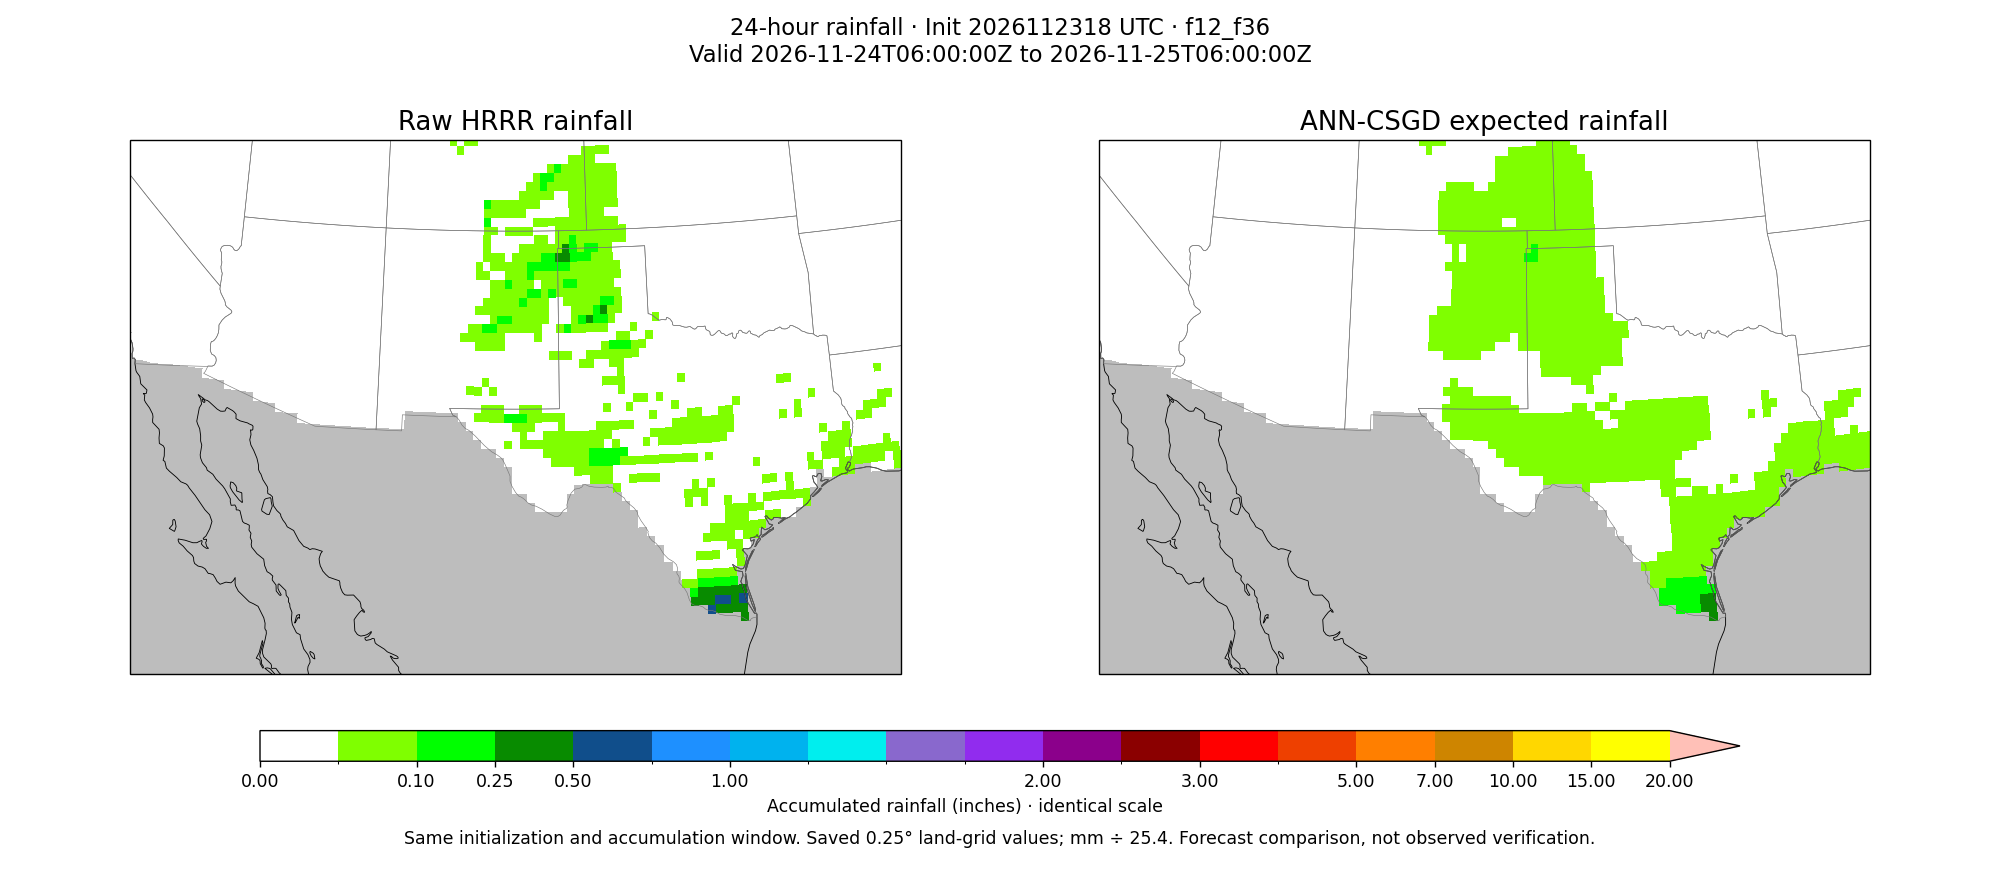 24-hour rainfall · Init 2026112318 UTC · f12_f36
Valid 2026-11-24T06:00:00Z to 2026-11-25T06:00:00Z
Raw HRRR rainfall
ANN-CSGD expected rainfall
0.00 0.10 0.25 0.50 1.00 2.00 3.00 5.00 7.00 10.00 15.00 20.00
Accumulated rainfall (inches) · identical scale
Same initialization and accumulation window. Saved 0.25° land-grid values; mm ÷ 25.4. Forecast comparison, not observed verification.